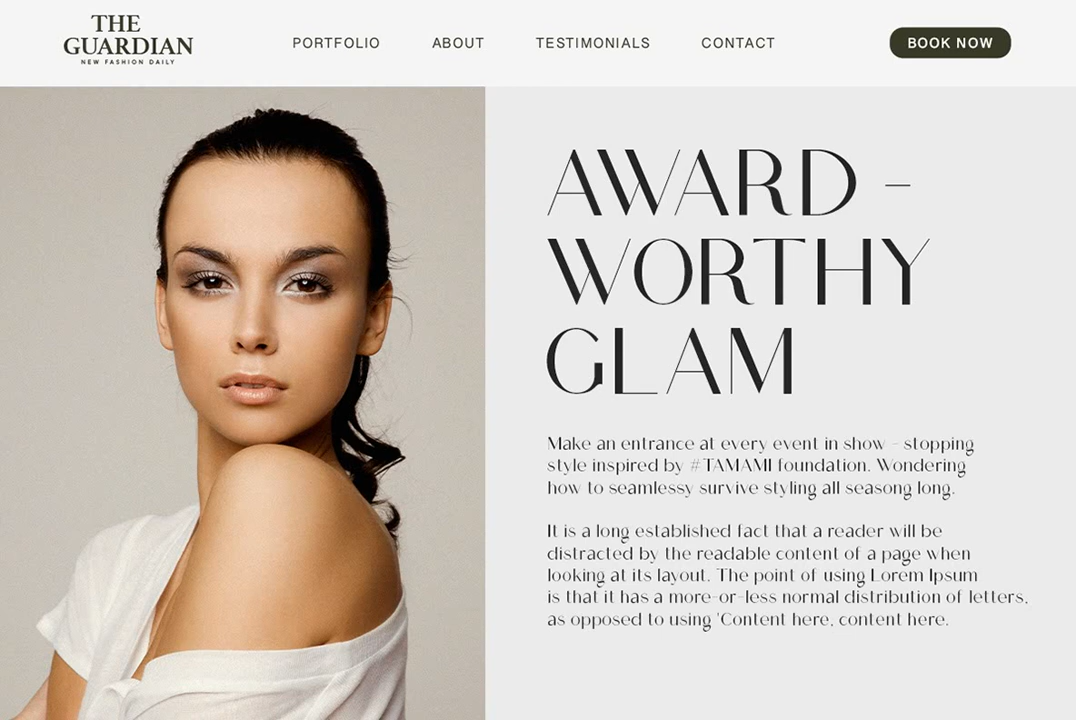 THE
GUARDIAN
NEW FASHION DAILY
PORTFOLIO ABOUT TESTIMONIALS CONTACT BOOK NOW
AWARD -
WORTHY
GLAM
Make an entrance at every event in show - stopping
style inspired by #TAMAMI foundation. Wondering
how to seamlessy survive styling all seasong long.
It is a long established fact that a reader will be
distracted by the readable content of a page when
looking at its layout. The point of using Lorem Ipsum
is that it has a more-or-less normal distribution of letters,
as opposed to using 'Content here, content here.